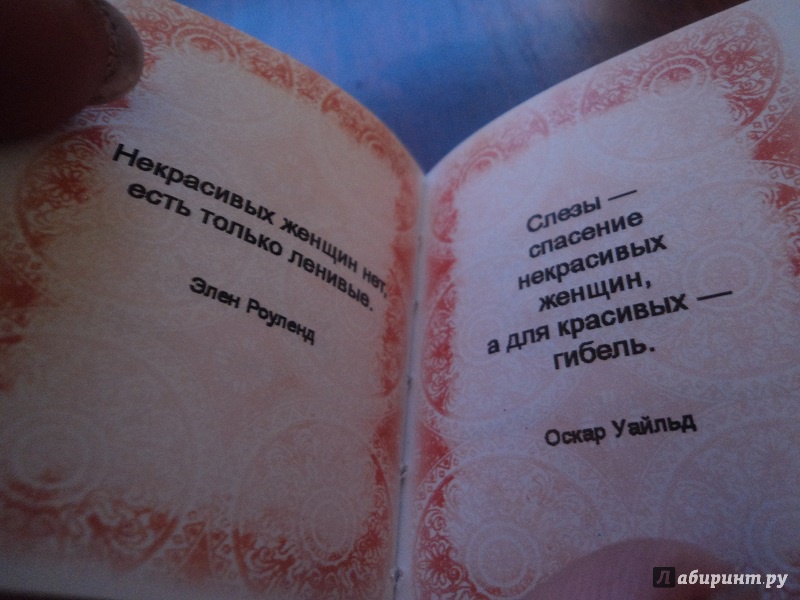 Некрасивых женщин нет,
есть только ленивые.
Элен Роуленд
Слезы —
спасение
некрасивых
женщин,
а для красивых —
гибель.
Оскар Уайльд
Лабиринт.ру